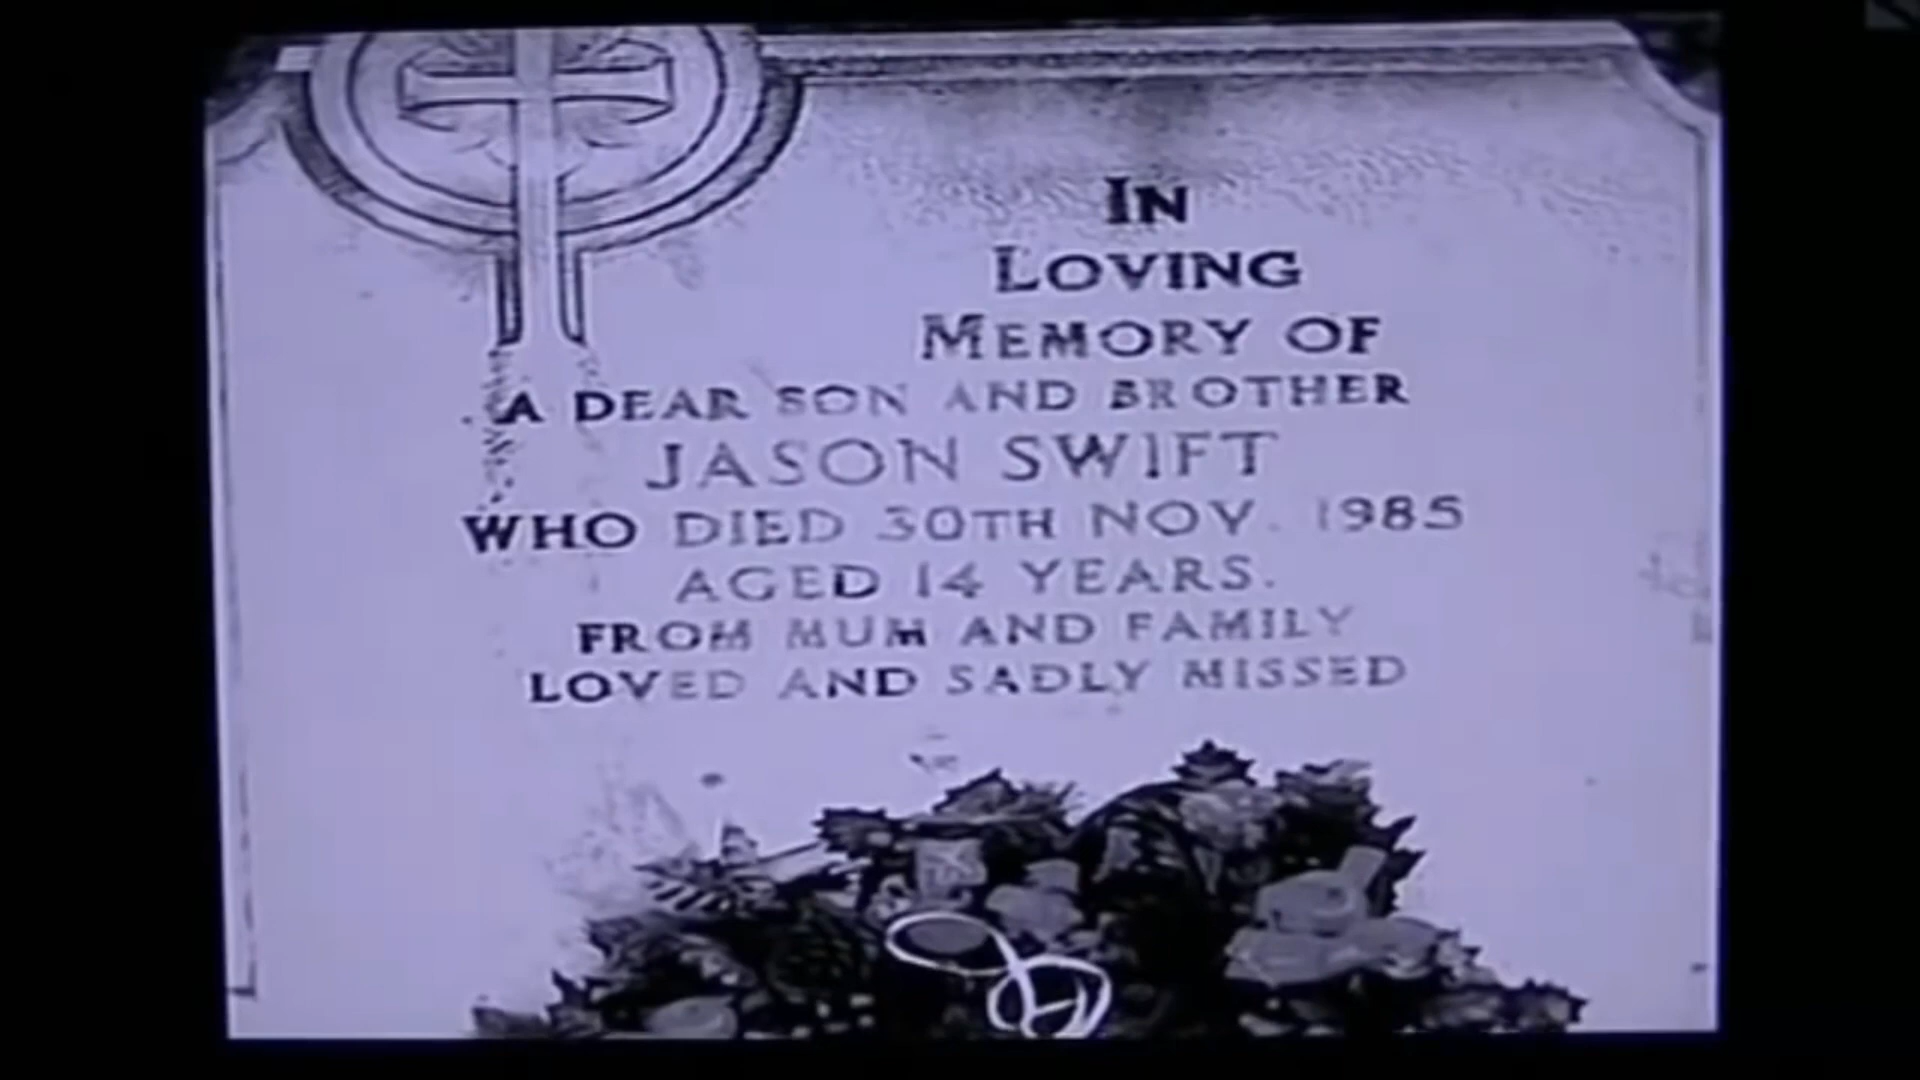 IN
LOVING
MEMORY OF
A DEAR SON AND BROTHER
JASON SWIFT
WHO DIED 30TH NOV. 1985
AGED 14 YEARS.
FROM MUM AND FAMILY
LOVED AND SADLY MISSED